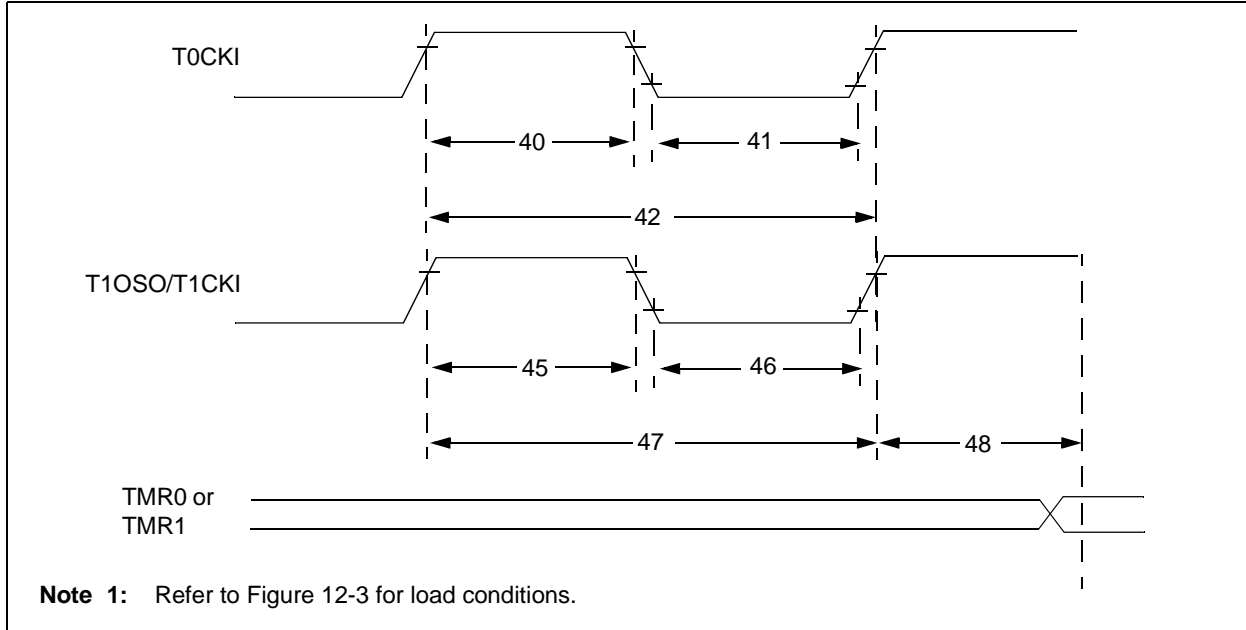 T0CKI
40
41
42
T1OSO/T1CKI
45
46
47
48
TMR0 or
TMR1
Note 1: Refer to Figure 12-3 for load conditions.